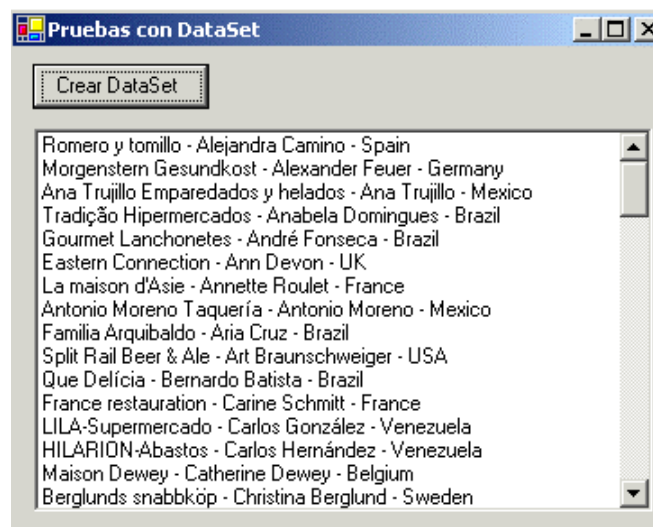 Pruebas con DataSet
Crear DataSet
Romero y tomillo - Alejandra Camino - Spain
Morgenstern Gesundkost - Alexander Feuer - Germany
Ana Trujillo Emparedados y helados - Ana Trujillo - Mexico
Tradição Hipermercados - Anabela Domingues - Brazil
Gourmet Lanchonetes - André Fonseca - Brazil
Eastern Connection - Ann Devon - UK
La maison d'Asie - Annette Roulet - France
Antonio Moreno Taquería - Antonio Moreno - Mexico
Familia Arquibaldo - Aria Cruz - Brazil
Split Rail Beer & Ale - Art Braunschweiger - USA
Que Delícia - Bernardo Batista - Brazil
France restauration - Carine Schmitt - France
LILA-Supermercado - Carlos González - Venezuela
HILARION-Abastos - Carlos Hernández - Venezuela
Maison Dewey - Catherine Dewey - Belgium
Berglunds snabbköp - Christina Berglund - Sweden